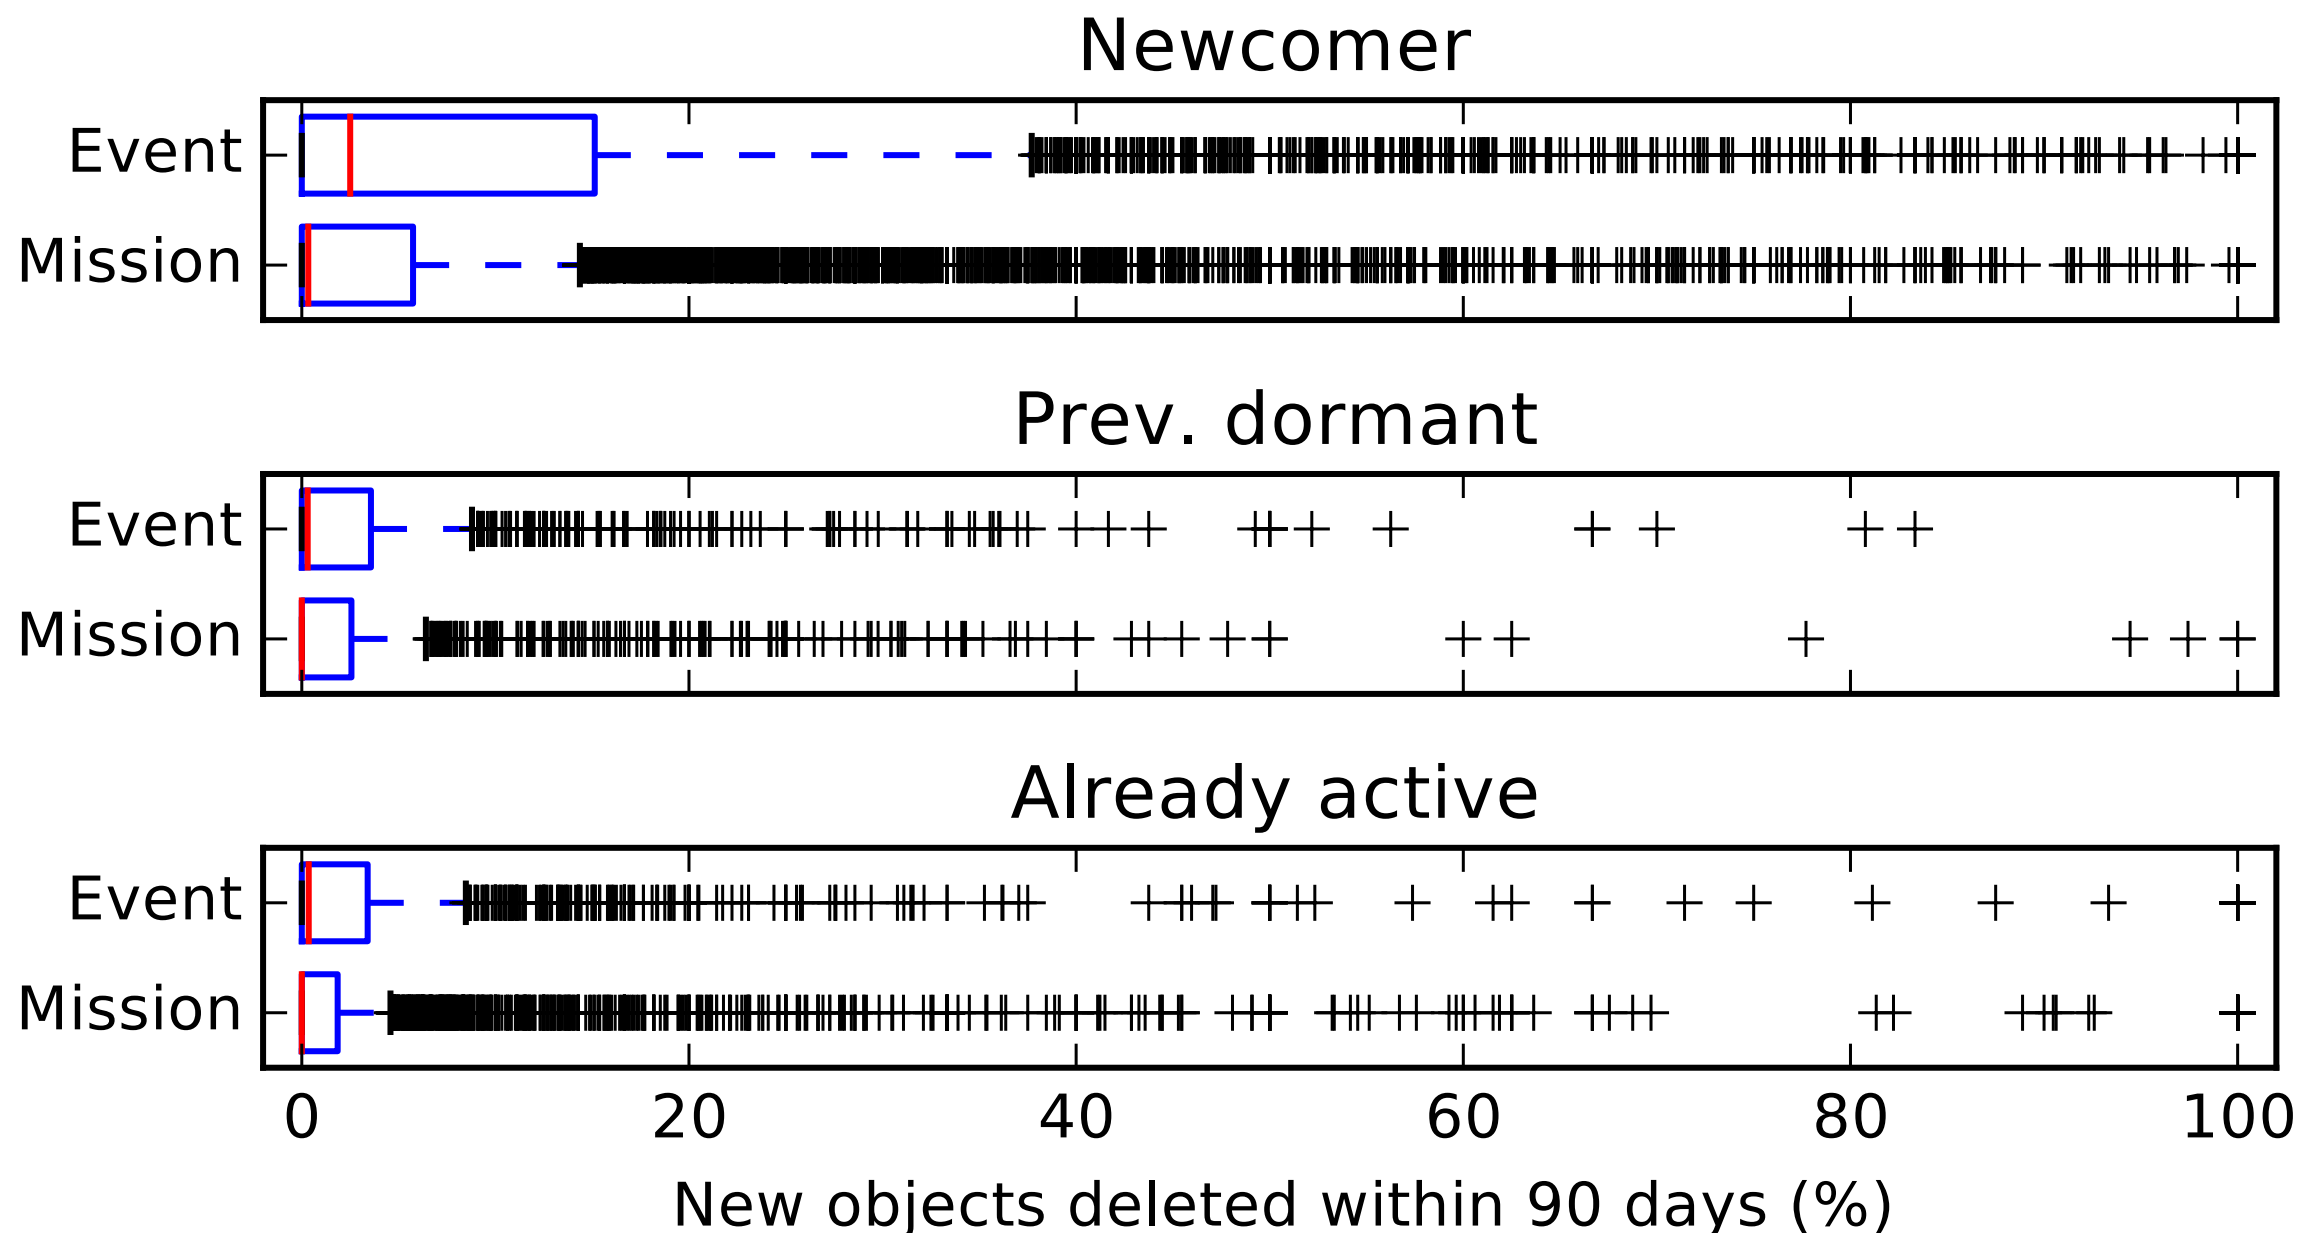 Newcomer
Event
Mission
Prev. dormant
Event
Mission
Already active
Event
Mission
0 20 40 60 80 100
New objects deleted within 90 days (%)